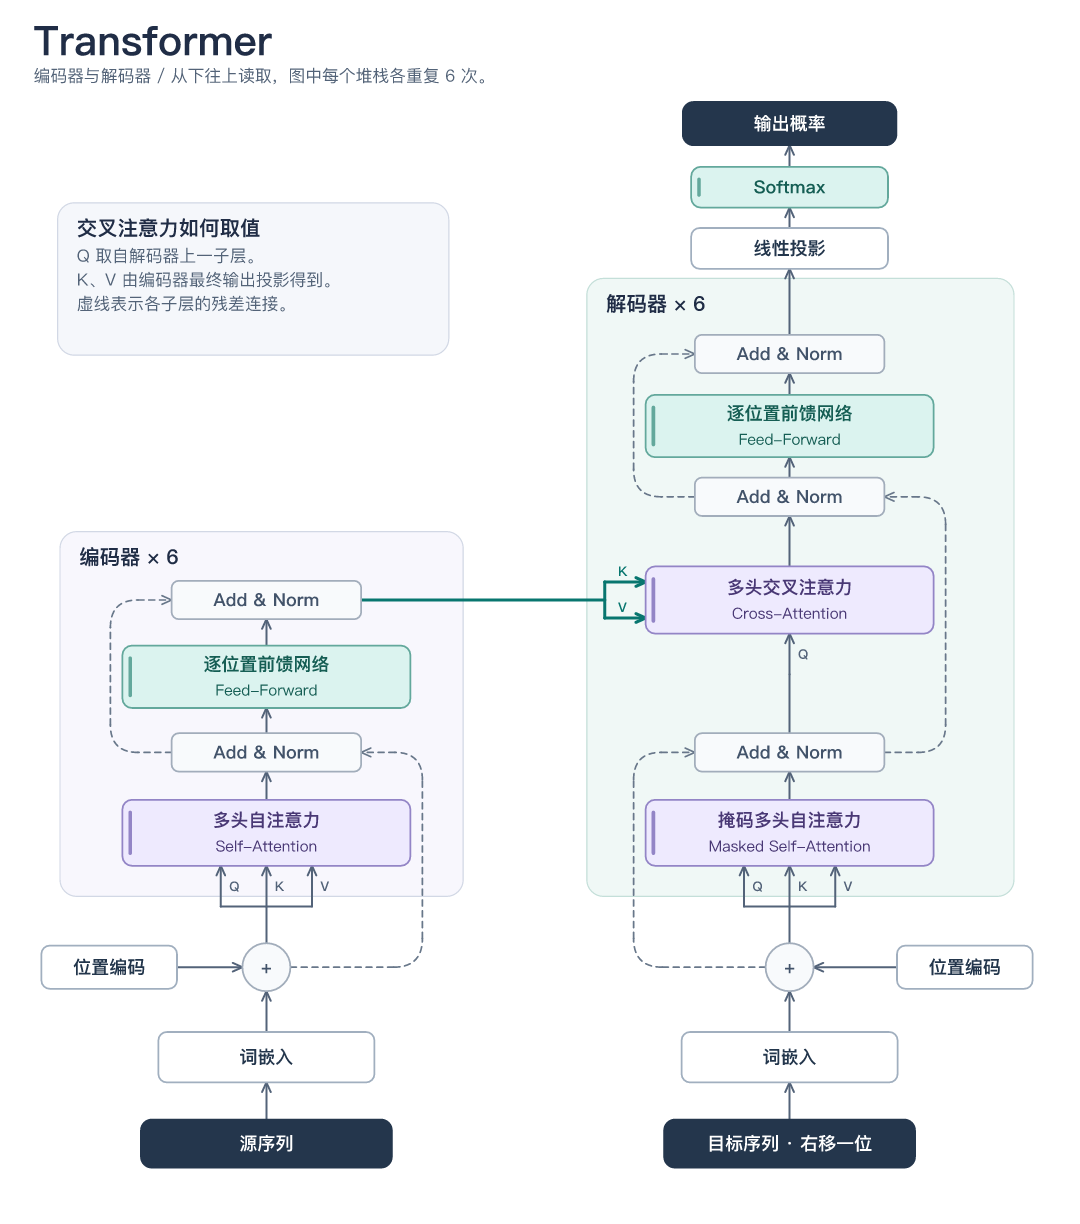 Transformer
编码器与解码器 / 从下往上读取，图中每个堆栈各重复 6 次。
输出概率
Softmax
线性投影
交叉注意力如何取值
Q 取自解码器上一子层。
K、V 由编码器最终输出投影得到。
虚线表示各子层的残差连接。
解码器 × 6
Add & Norm
逐位置前馈网络
Feed-Forward
Add & Norm
多头交叉注意力
Cross-Attention
K
V
Q
Add & Norm
掩码多头自注意力
Masked Self-Attention
Q K V
编码器 × 6
Add & Norm
逐位置前馈网络
Feed-Forward
Add & Norm
多头自注意力
Self-Attention
Q K V
位置编码
+
+
位置编码
词嵌入
词嵌入
源序列
目标序列 · 右移一位